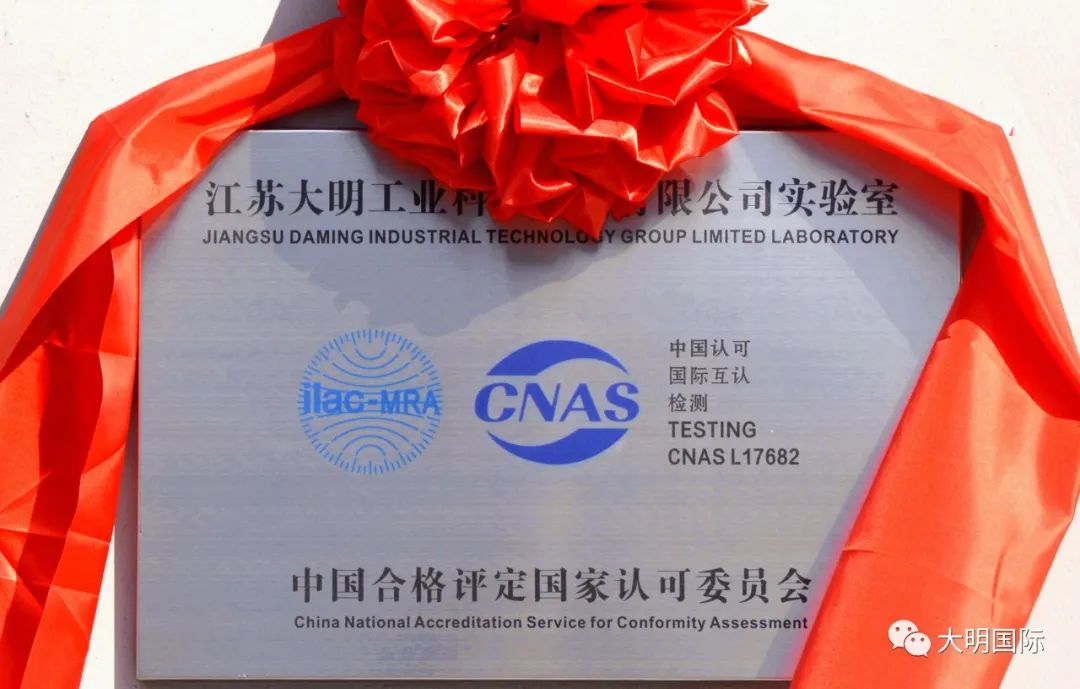 江苏大明工业科 有限公司实验室
JIANGSU DAMING INDUSTRIAL TECHNOLOGY GROUP LIMITED LABORATORY
ilac-MRA
CNAS
中国认可
国际互认
检测
TESTING
CNAS L17682
中国合格评定国家认可委员会
China National Accreditation Service for Conformity Assessment
大明国际